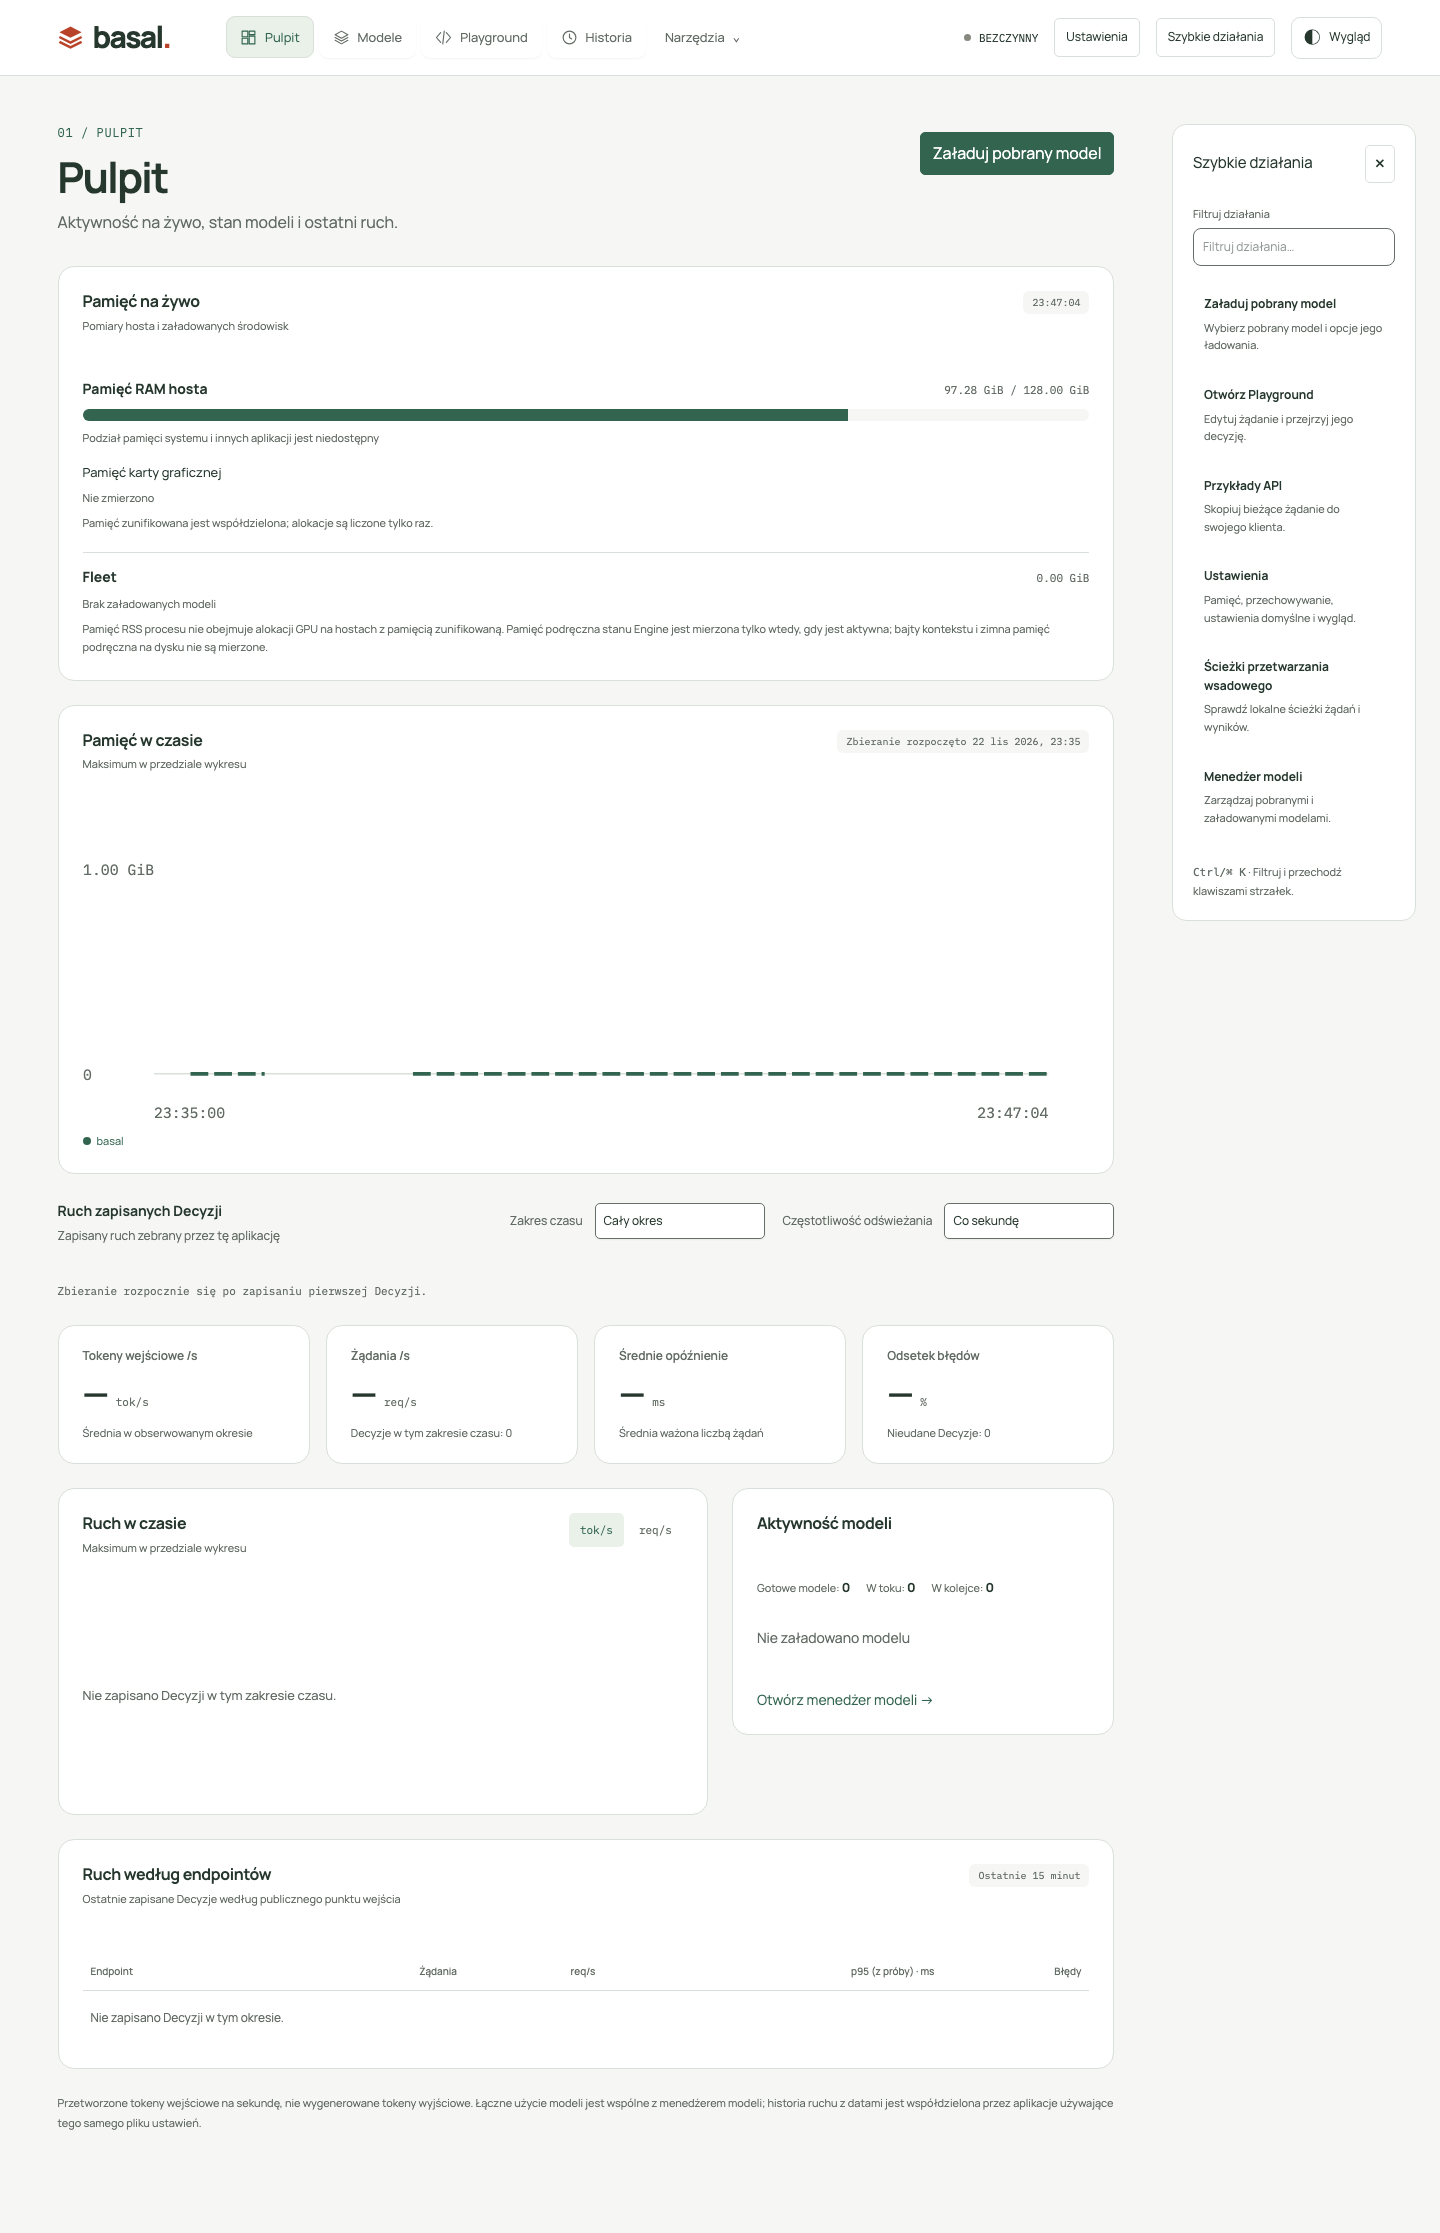 basal.
Pulpit
Modele
Playground
Historia
Narzędzia
BEZCZYNNY
Ustawienia
Szybkie działania
Wygląd
01 / PULPIT
Pulpit
Aktywność na żywo, stan modeli i ostatni ruch.
Załaduj pobrany model
Pamięć na żywo
23:47:04
Pomiary hosta i załadowanych środowisk
Pamięć RAM hosta
97.28 GiB / 128.00 GiB
Podział pamięci systemu i innych aplikacji jest niedostępny
Pamięć karty graficznej
Nie zmierzono
Pamięć zunifikowana jest współdzielona; alokacje są liczone tylko raz.
Fleet
0.00 GiB
Brak załadowanych modeli
Pamięć RSS procesu nie obejmuje alokacji GPU na hostach z pamięcią zunifikowaną. Pamięć podręczna stanu Engine jest mierzona tylko wtedy, gdy jest aktywna; bajty kontekstu i zimna pamięć
podręczna na dysku nie są mierzone.
Pamięć w czasie
Zbieranie rozpoczęto 22 lis 2026, 23:35
Maksimum w przedziale wykresu
1.00 GiB
0
23:35:00
23:47:04
basal
Ruch zapisanych Decyzji
Zapisany ruch zebrany przez tę aplikację
Zakres czasu
Cały okres
Częstotliwość odświeżania
Co sekundę
Zbieranie rozpocznie się po zapisaniu pierwszej Decyzji.
Tokeny wejściowe /s
— tok/s
Średnia w obserwowanym okresie
Żądania /s
— req/s
Decyzje w tym zakresie czasu: 0
Średnie opóźnienie
— ms
Średnia ważona liczbą żądań
Odsetek błędów
— %
Nieudane Decyzje: 0
Ruch w czasie
Maksimum w przedziale wykresu
tok/s
req/s
Nie zapisano Decyzji w tym zakresie czasu.
Aktywność modeli
Gotowe modele: 0
W toku: 0
W kolejce: 0
Nie załadowano modelu
Otwórz menedżer modeli →
Ruch według endpointów
Ostatnie 15 minut
Ostatnie zapisane Decyzje według publicznego punktu wejścia
Endpoint
Żądania
req/s
p95 (z próby) · ms
Błędy
Nie zapisano Decyzji w tym okresie.
Przetworzone tokeny wejściowe na sekundę, nie wygenerowane tokeny wyjściowe. Łączne użycie modeli jest wspólne z menedżerem modeli; historia ruchu z datami jest współdzielona przez aplikacje używające
tego samego pliku ustawień.
Szybkie działania
×
Filtruj działania
Filtruj działania…
Załaduj pobrany model
Wybierz pobrany model i opcje jego
ładowania.
Otwórz Playground
Edytuj żądanie i przejrzyj jego
decyzję.
Przykłady API
Skopiuj bieżące żądanie do
swojego klienta.
Ustawienia
Pamięć, przechowywanie,
ustawienia domyślne i wygląd.
Ścieżki przetwarzania
wsadowego
Sprawdź lokalne ścieżki żądań i
wyników.
Menedżer modeli
Zarządzaj pobranymi i
załadowanymi modelami.
Ctrl/⌘ K · Filtruj i przechodź
klawiszami strzałek.